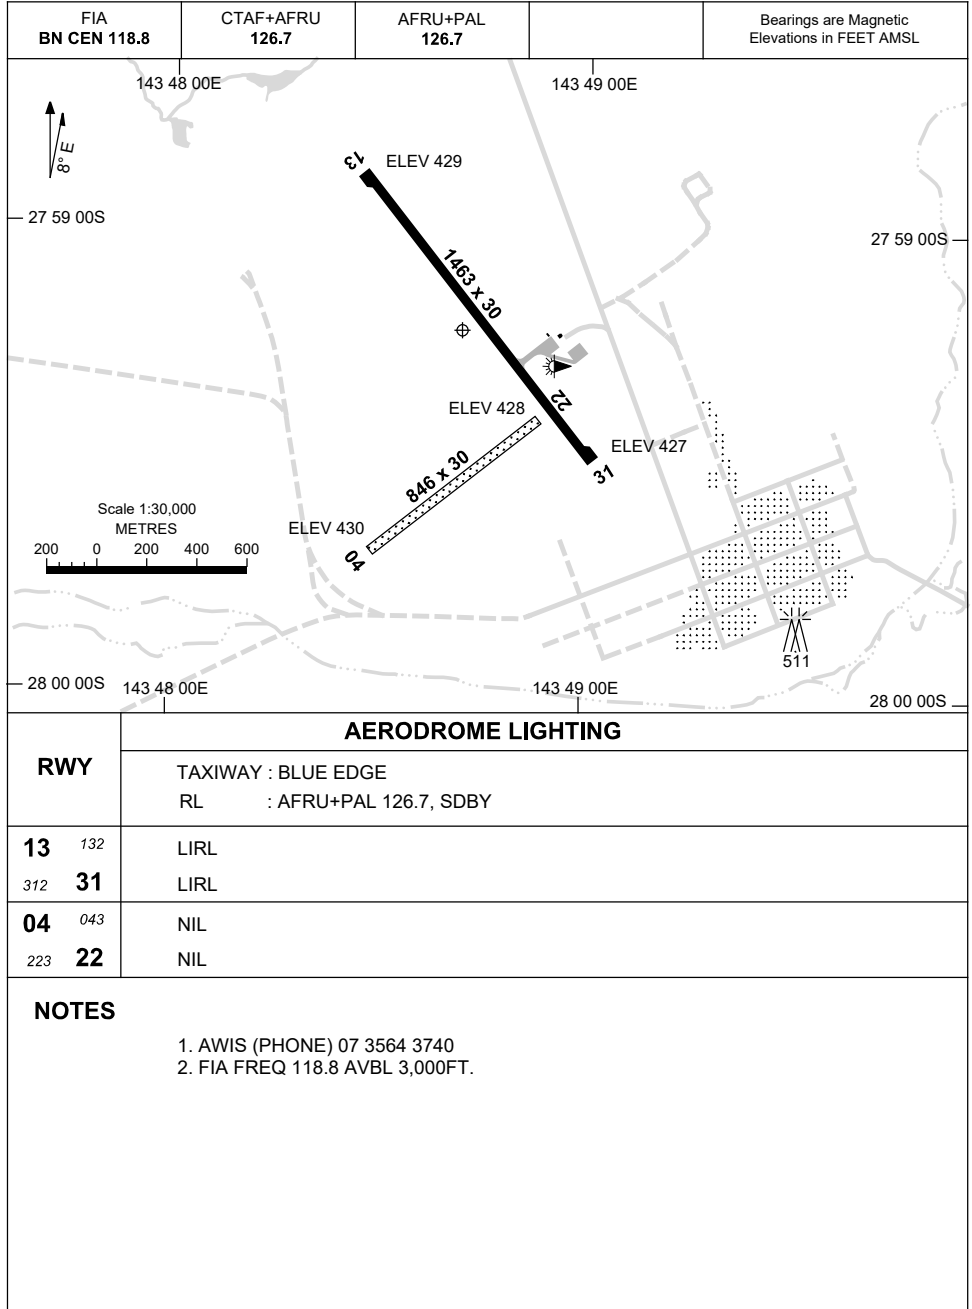 FIA
BN CEN 118.8
CTAF+AFRU
126.7
AFRU+PAL
126.7
Bearings are Magnetic
Elevations in FEET AMSL
143 48 00E
143 49 00E
8° E
13
ELEV 429
27 59 00S
27 59 00S
1463 x 30
ELEV 428
22
ELEV 427
31
846 x 30
Scale 1:30,000
METRES
200 0 200 400 600
ELEV 430
04
511
28 00 00S
143 48 00E
143 49 00E
28 00 00S
RWY
AERODROME LIGHTING
TAXIWAY : BLUE EDGE
RL : AFRU+PAL 126.7, SDBY
13 132 LIRL
312 31 LIRL
04 043 NIL
223 22 NIL
NOTES
1. AWIS (PHONE) 07 3564 3740
2. FIA FREQ 118.8 AVBL 3,000FT.